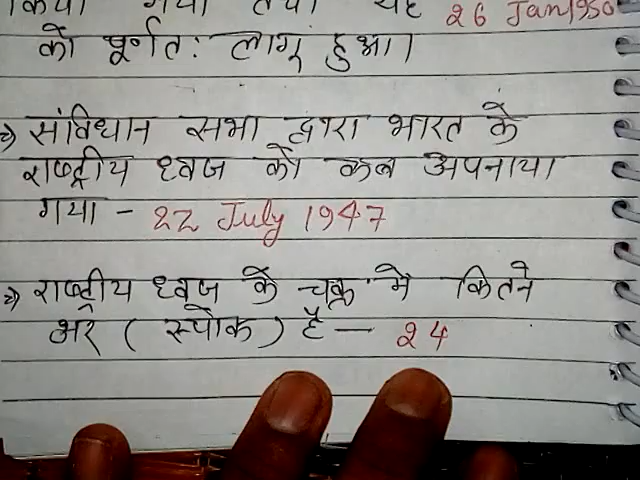 किया गया तथा यह 26 Jan 1950
को पूर्णतः लागू हुआ।
संविधान सभा द्वारा भारत के
राष्ट्रीय ध्वज को कब अपनाया
गया - 22 July 1947
राष्ट्रीय ध्वज के चक्र में कितने
अरे (स्पोक) है - 24